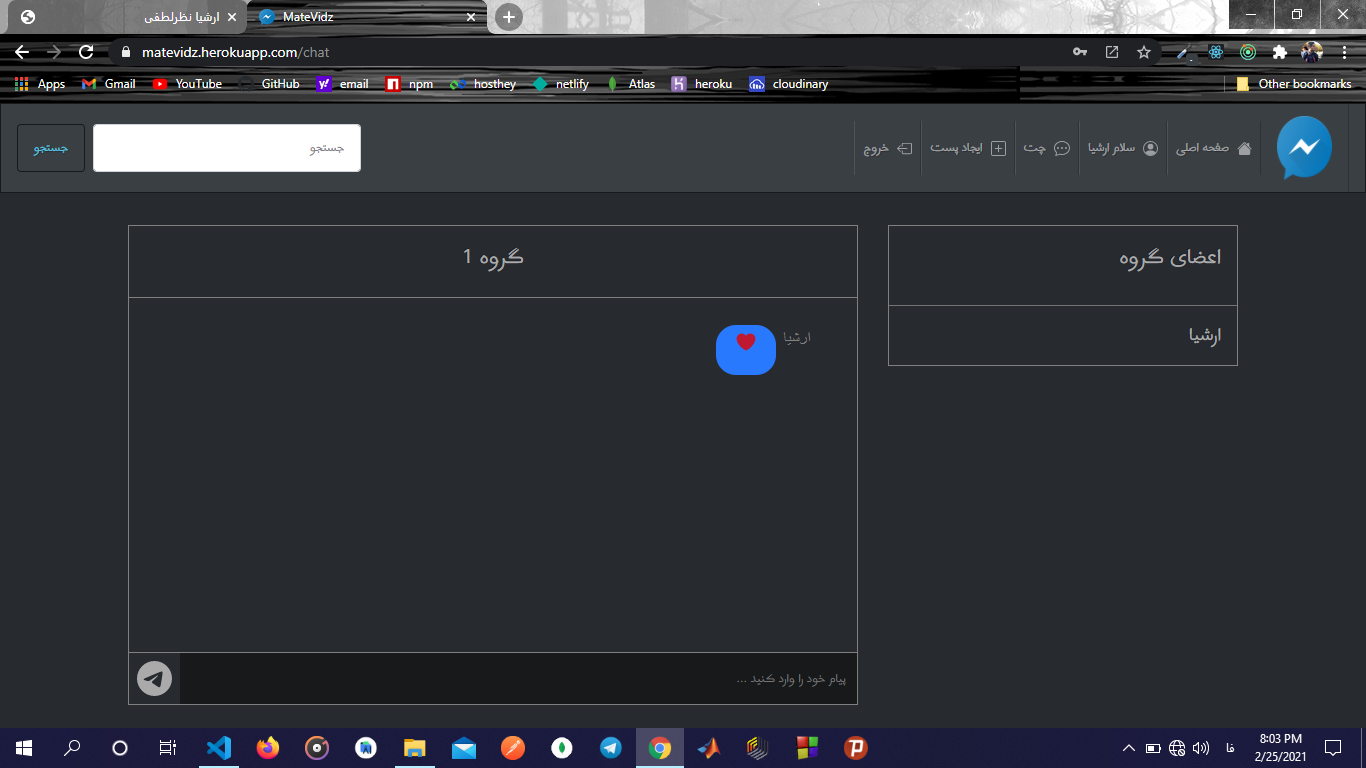 ارشیا نظرلطفی
MateVidz
matevidz.herokuapp.com/chat
Apps
Gmail
YouTube
GitHub
email
npm
hosthey
netlify
Atlas
heroku
cloudinary
Other bookmarks
صفحه اصلی
سلام ارشیا
چت
ایجاد پست
خروج
جستجو
جستجو
اعضای گروه
ارشیا
گروه 1
ارشیا
پیام خود را وارد کنید ...
فا
8:03 PM
2/25/2021